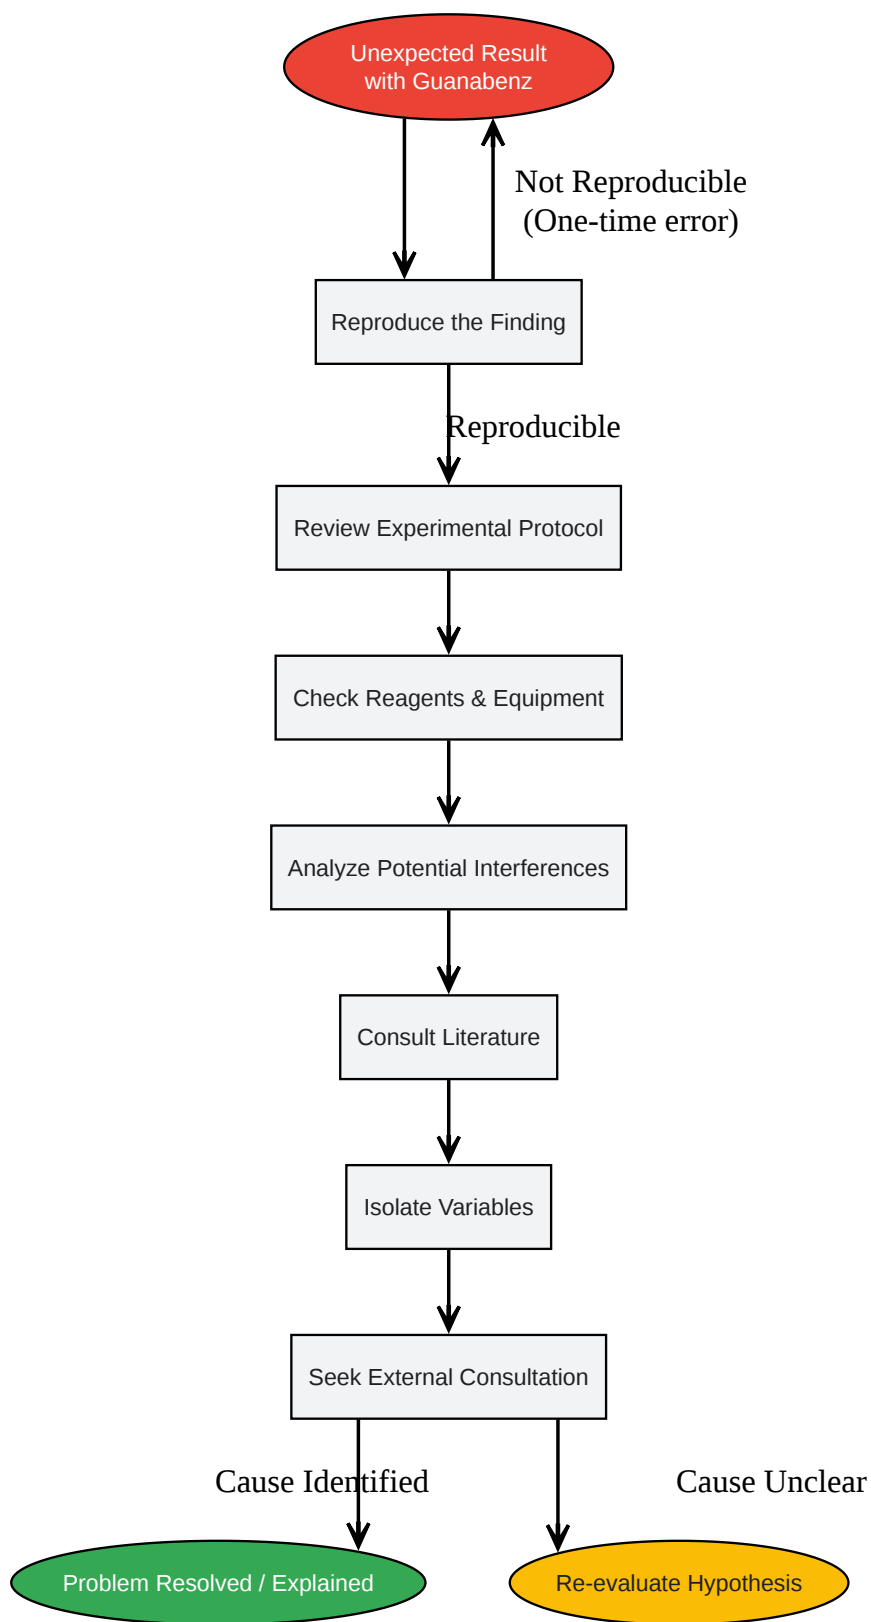 Unexpected Result
with Guanabenz
Not Reproducible
(One-time error)
Reproduce the Finding
Reproducible
Review Experimental Protocol
Check Reagents & Equipment
Analyze Potential Interferences
Consult Literature
Isolate Variables
Seek External Consultation
Cause Identified
Cause Unclear
Problem Resolved / Explained
Re-evaluate Hypothesis